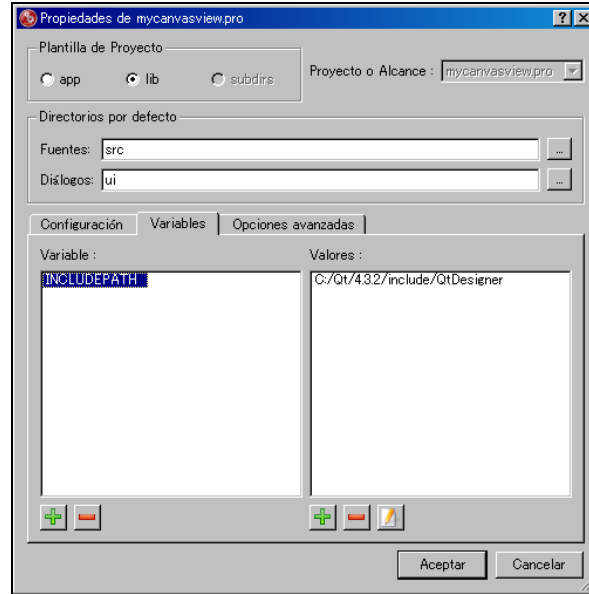 Propiedades de mycanvasview.pro
Plantilla de Proyecto
app lib subdirs
Proyecto o Alcance : mycanvasview.pro
Directorios por defecto
Fuentes: src ...
Diálogos: ui ...
Configuración Variables Opciones avanzadas
Variable : Valores :
INCLUDEPATH C:/Qt/4.3.2/include/QtDesigner
Aceptar Cancelar